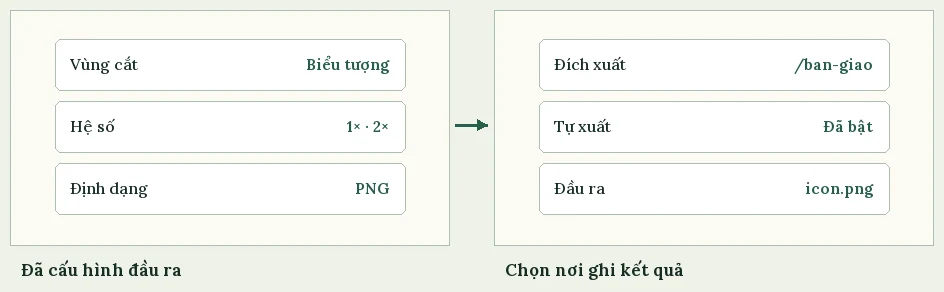 Vùng cắt Biểu tượng
Hệ số 1× · 2×
Định dạng PNG
Đã cấu hình đầu ra
Đích xuất /ban-giao
Tự xuất Đã bật
Đầu ra icon.png
Chọn nơi ghi kết quả